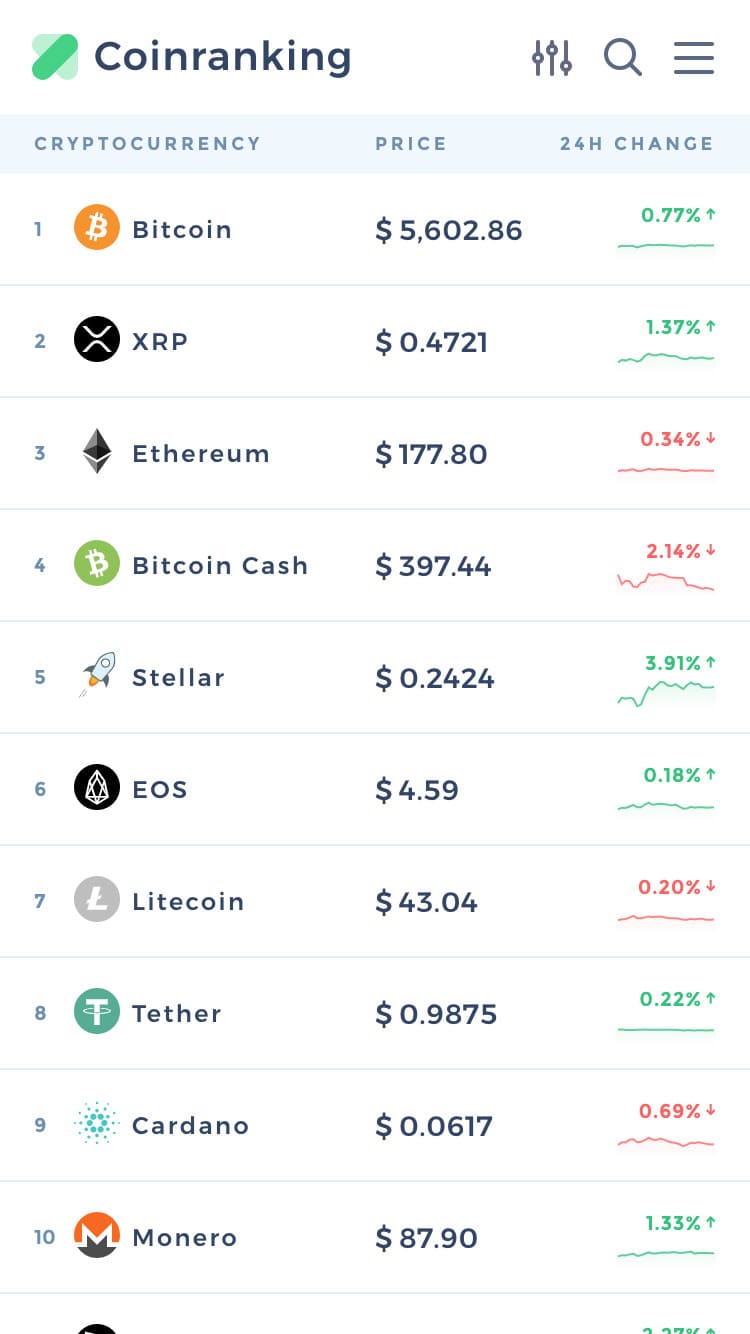 Coinranking
CRYPTOCURRENCY PRICE 24H CHANGE
1 Bitcoin $ 5,602.86 0.77% ↑
2 XRP $ 0.4721 1.37% ↑
3 Ethereum $ 177.80 0.34% ↓
4 Bitcoin Cash $ 397.44 2.14% ↓
5 Stellar $ 0.2424 3.91% ↑
6 EOS $ 4.59 0.18% ↑
7 Litecoin $ 43.04 0.20% ↓
8 Tether $ 0.9875 0.22% ↑
9 Cardano $ 0.0617 0.69% ↓
10 Monero $ 87.90 1.33% ↑